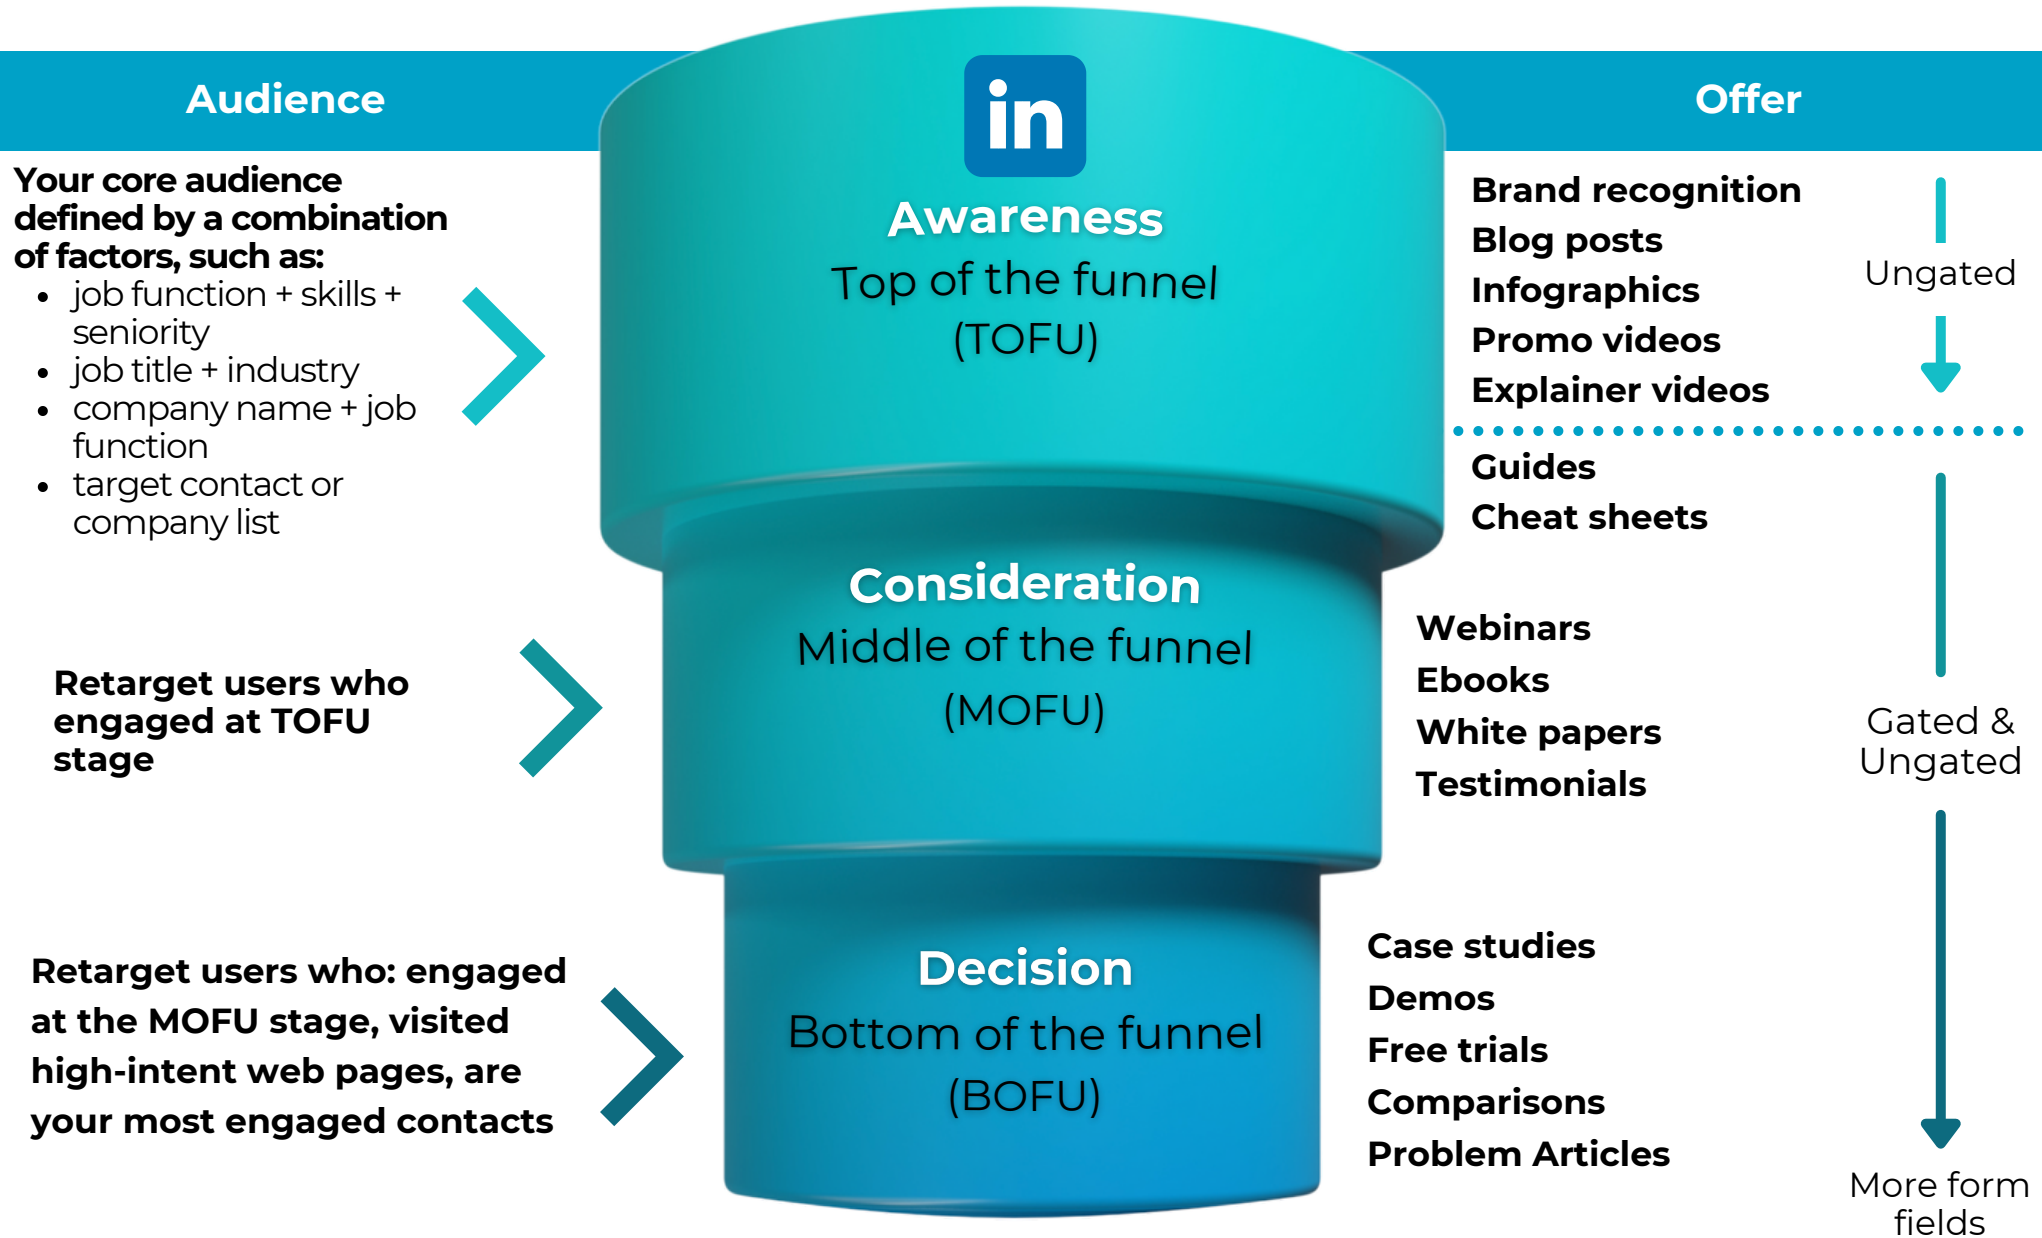 Audience
Offer
in
Your core audience
defined by a combination
of factors, such as:
• job function + skills +
seniority
• job title + industry
• company name + job
function
• target contact or
company list
Awareness
Top of the funnel
(TOFU)
Brand recognition
Blog posts
Infographics
Promo videos
Explainer videos
Ungated
Guides
Cheat sheets
Retarget users who
engaged at TOFU
stage
Consideration
Middle of the funnel
(MOFU)
Webinars
Ebooks
White papers
Testimonials
Gated &
Ungated
Retarget users who: engaged
at the MOFU stage, visited
high-intent web pages, are
your most engaged contacts
Decision
Bottom of the funnel
(BOFU)
Case studies
Demos
Free trials
Comparisons
Problem Articles
More form
fields